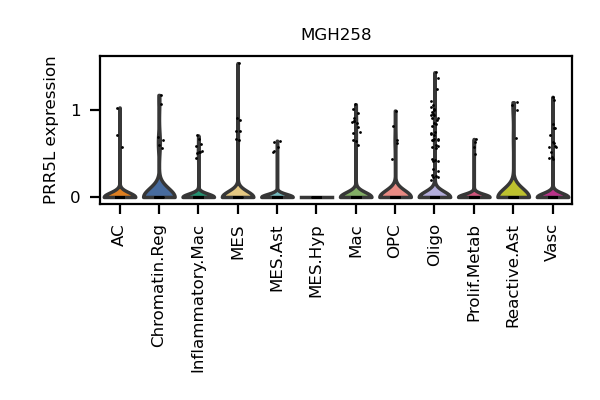 MGH258
PRR5L expression
1
0
AC
Chromatin.Reg
Inflammatory.Mac
MES
MES.Ast
MES.Hyp
Mac
OPC
Oligo
Prolif.Metab
Reactive.Ast
Vasc